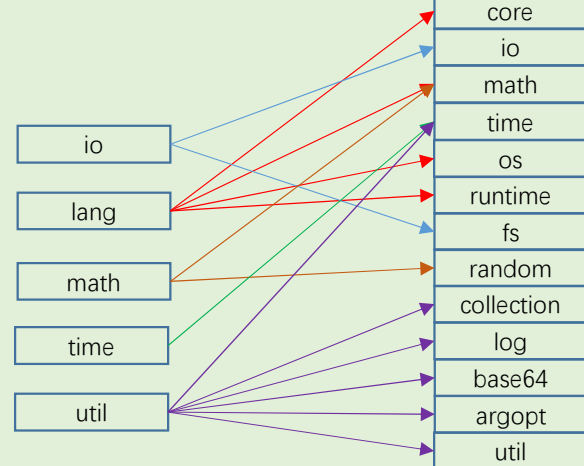 io
lang
math
time
util
core
io
math
time
os
runtime
fs
random
collection
log
base64
argopt
util